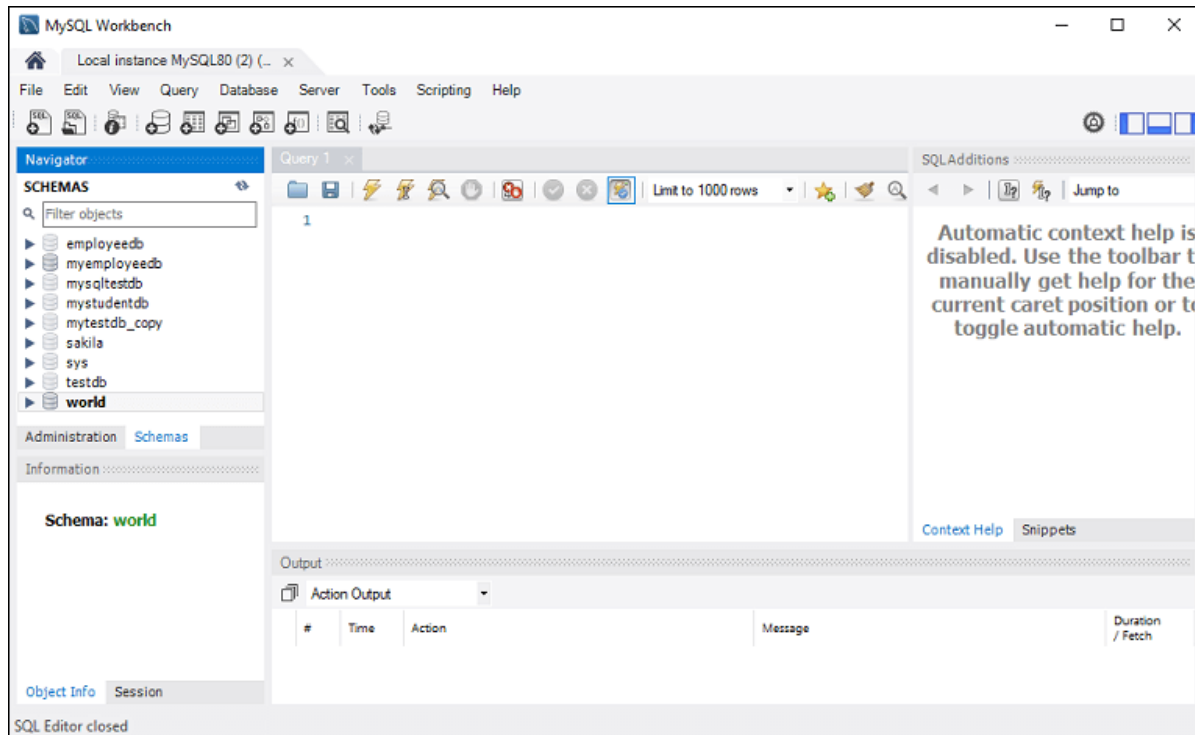 MySQL Workbench
Local instance MySQL80 (2) (...
File Edit View Query Database Server Tools Scripting Help
Navigator
SCHEMAS
Filter objects
employeedb
myemployeedb
mysqltestdb
mystudentdb
mytestdb_copy
sakila
sys
testdb
world
Administration Schemas
Information
Schema: world
Object Info Session
Query 1
Limit to 1000 rows
1
SQLAdditions
Jump to
Automatic context help is
disabled. Use the toolbar t
manually get help for the
current caret position or to
toggle automatic help.
Context Help Snippets
Output
Action Output
# Time Action Message Duration
/ Fetch
SQL Editor closed